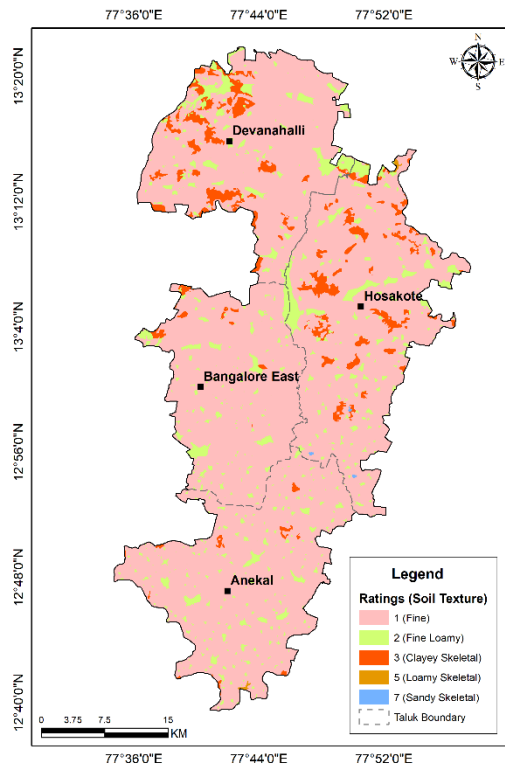 77°36'0"E 77°44'0"E 77°52'0"E
N
W E
S
13°20'0"N
Devanahalli
13°12'0"N
Hosakote
13°4'0"N
Bangalore East
12°56'0"N
12°48'0"N
Anekal
12°40'0"N
Legend
Ratings (Soil Texture)
1 (Fine)
2 (Fine Loamy)
3 (Clayey Skeletal)
5 (Loamy Skeletal)
7 (Sandy Skeletal)
Taluk Boundary
0 3.75 7.5 15
KM
77°36'0"E 77°44'0"E 77°52'0"E